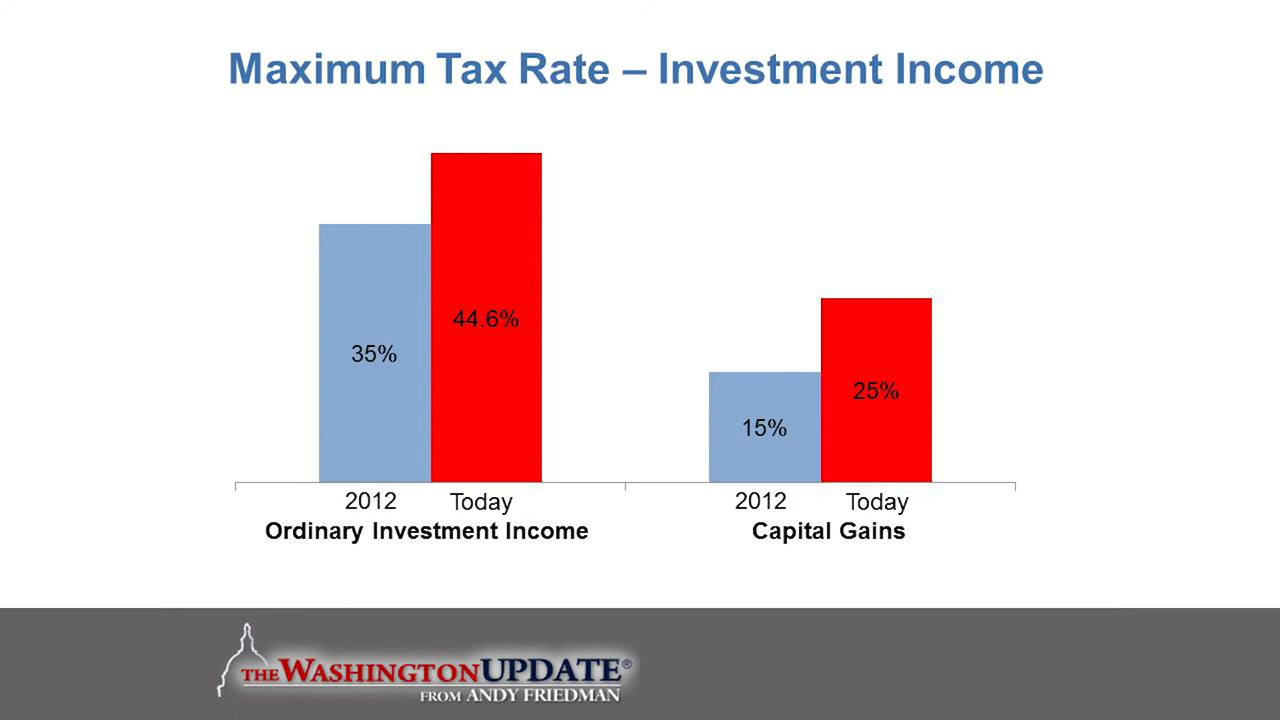 Maximum Tax Rate – Investment Income
44.6%
35%
25%
15%
2012 Today 2012 Today
Ordinary Investment Income Capital Gains
THE WASHINGTON UPDATE®
FROM ANDY FRIEDMAN